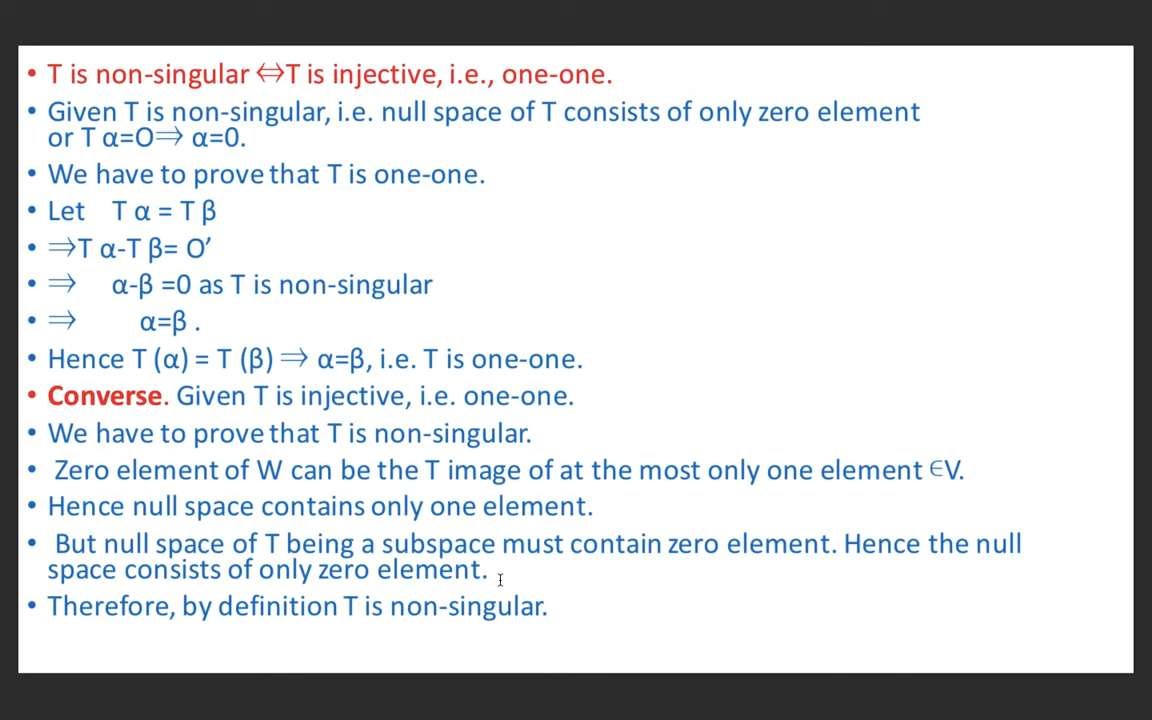 • T is non-singular ⇔T is injective, i.e., one-one.
• Given T is non-singular, i.e. null space of T consists of only zero element
or T α=O⇒ α=0.
• We have to prove that T is one-one.
• Let T α = T β
• ⇒T α-T β= O’
• ⇒ α-β =0 as T is non-singular
• ⇒ α=β .
• Hence T (α) = T (β) ⇒ α=β, i.e. T is one-one.
• Converse. Given T is injective, i.e. one-one.
• We have to prove that T is non-singular.
• Zero element of W can be the T image of at the most only one element ∈V.
• Hence null space contains only one element.
• But null space of T being a subspace must contain zero element. Hence the null
space consists of only zero element.
• Therefore, by definition T is non-singular.